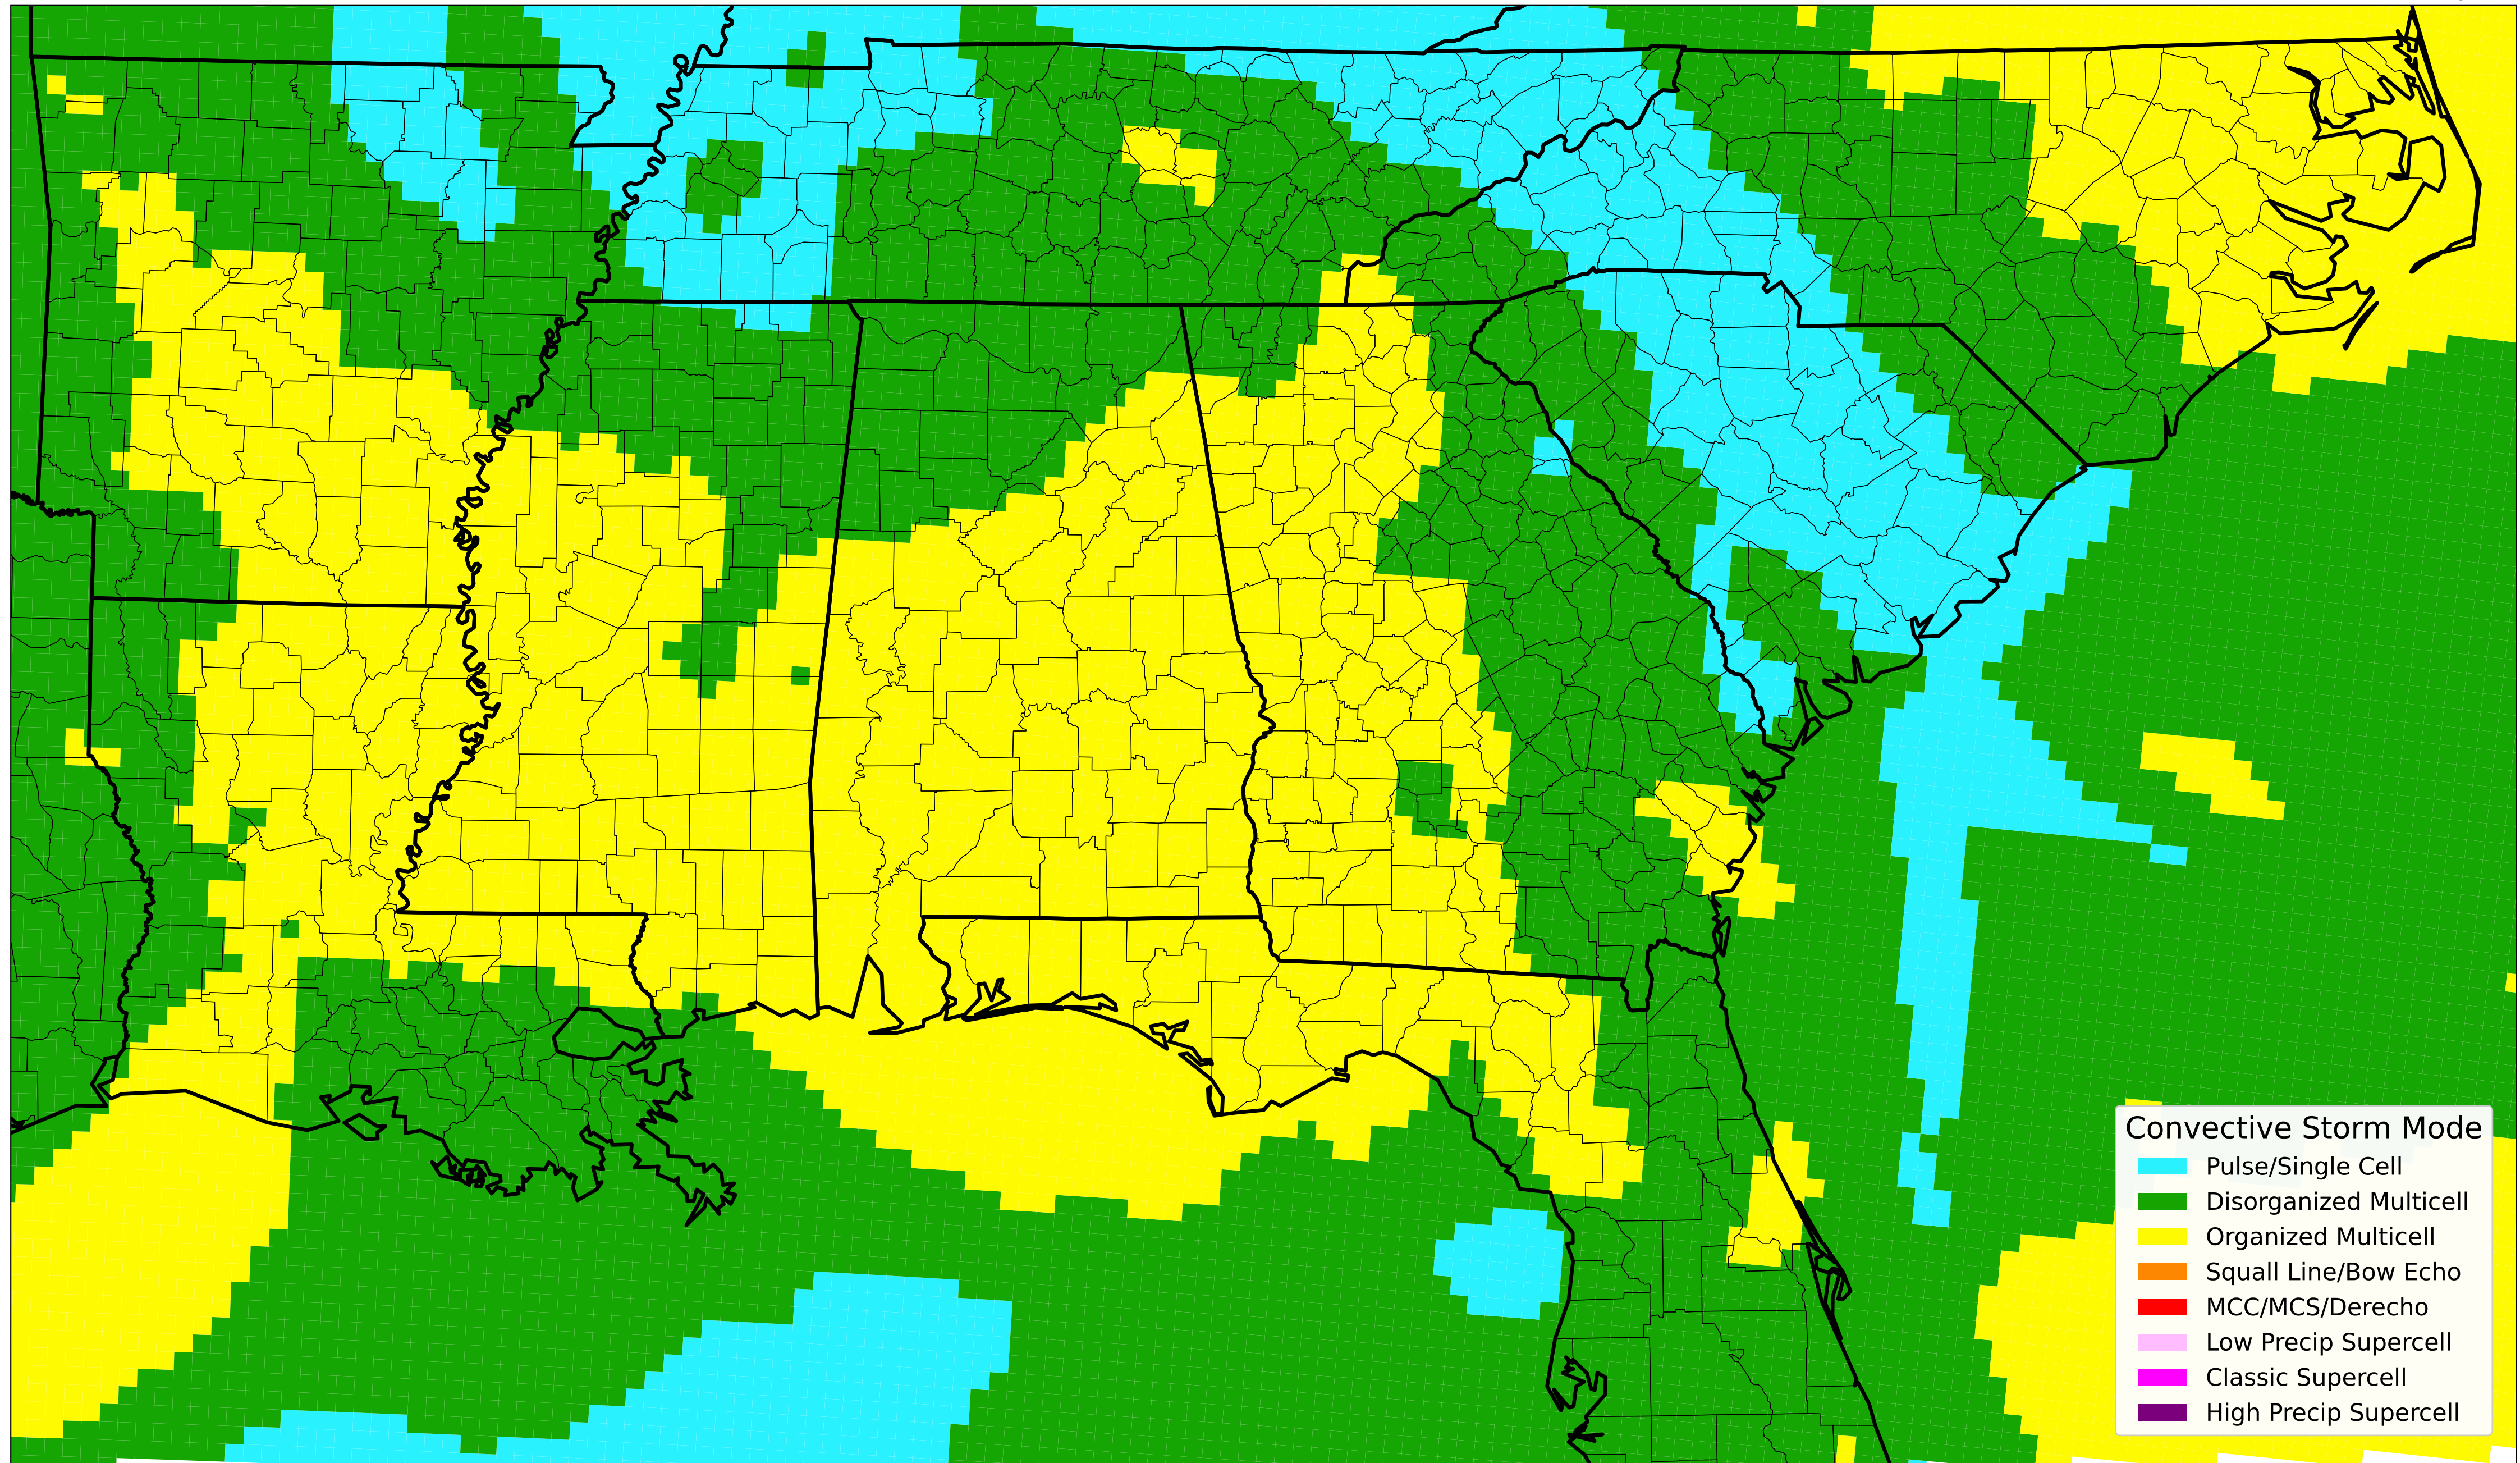 Convective Storm Mode
Pulse/Single Cell
Disorganized Multicell
Organized Multicell
Squall Line/Bow Echo
MCC/MCS/Derecho
Low Precip Supercell
Classic Supercell
High Precip Supercell